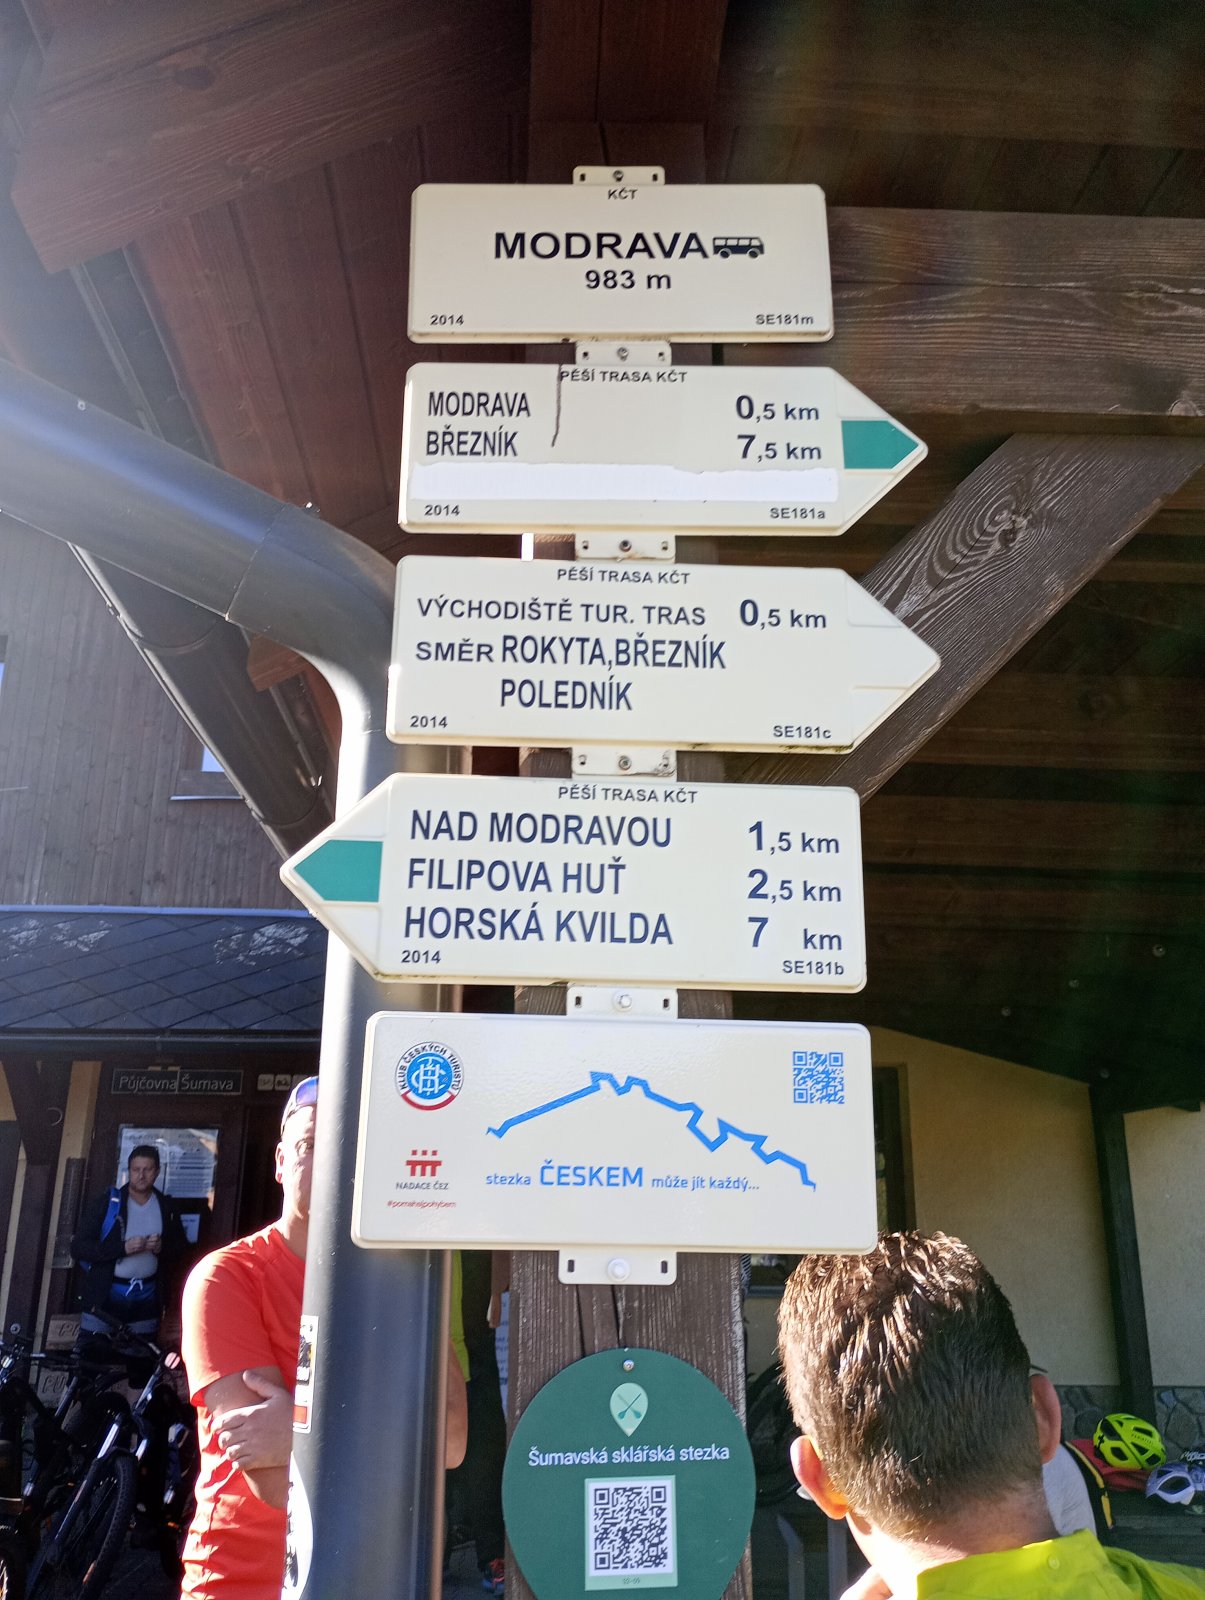 KČT
MODRAVA
983 m
2014 SE181m
PĚŠÍ TRASA KČT
MODRAVA 0,5 km
BŘEZNÍK 7,5 km
2014 SE181a
PĚŠÍ TRASA KČT
VÝCHODIŠTĚ TUR. TRAS 0,5 km
SMĚR ROKYTA,BŘEZNÍK
POLEDNÍK
2014 SE181c
PĚŠÍ TRASA KČT
NAD MODRAVOU 1,5 km
FILIPOVA HUŤ 2,5 km
HORSKÁ KVILDA 7 km
2014 SE181b
KLUB ČESKÝCH TURISTŮ
KČT
NADACE ČEZ
#pomahejpohybem
stezka ČESKEM může jít každý...
Půjčovna Šumava
Šumavská sklářská stezka